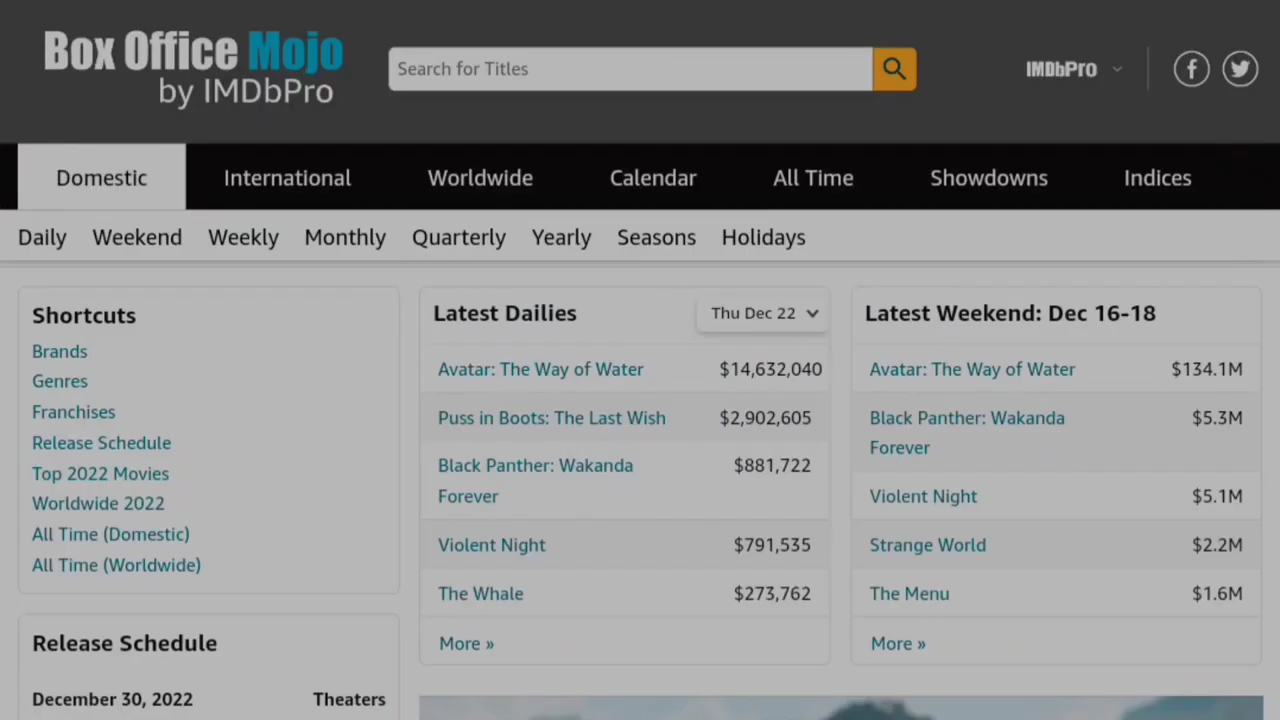 Box Office Mojo
by IMDbPro
Search for Titles
IMDbPro
Domestic International Worldwide Calendar All Time Showdowns Indices
Daily Weekend Weekly Monthly Quarterly Yearly Seasons Holidays
Shortcuts
Brands
Genres
Franchises
Release Schedule
Top 2022 Movies
Worldwide 2022
All Time (Domestic)
All Time (Worldwide)
Release Schedule
December 30, 2022 Theaters
Latest Dailies Thu Dec 22
Avatar: The Way of Water $14,632,040
Puss in Boots: The Last Wish $2,902,605
Black Panther: Wakanda $881,722
Forever
Violent Night $791,535
The Whale $273,762
More »
Latest Weekend: Dec 16-18
Avatar: The Way of Water $134.1M
Black Panther: Wakanda $5.3M
Forever
Violent Night $5.1M
Strange World $2.2M
The Menu $1.6M
More »